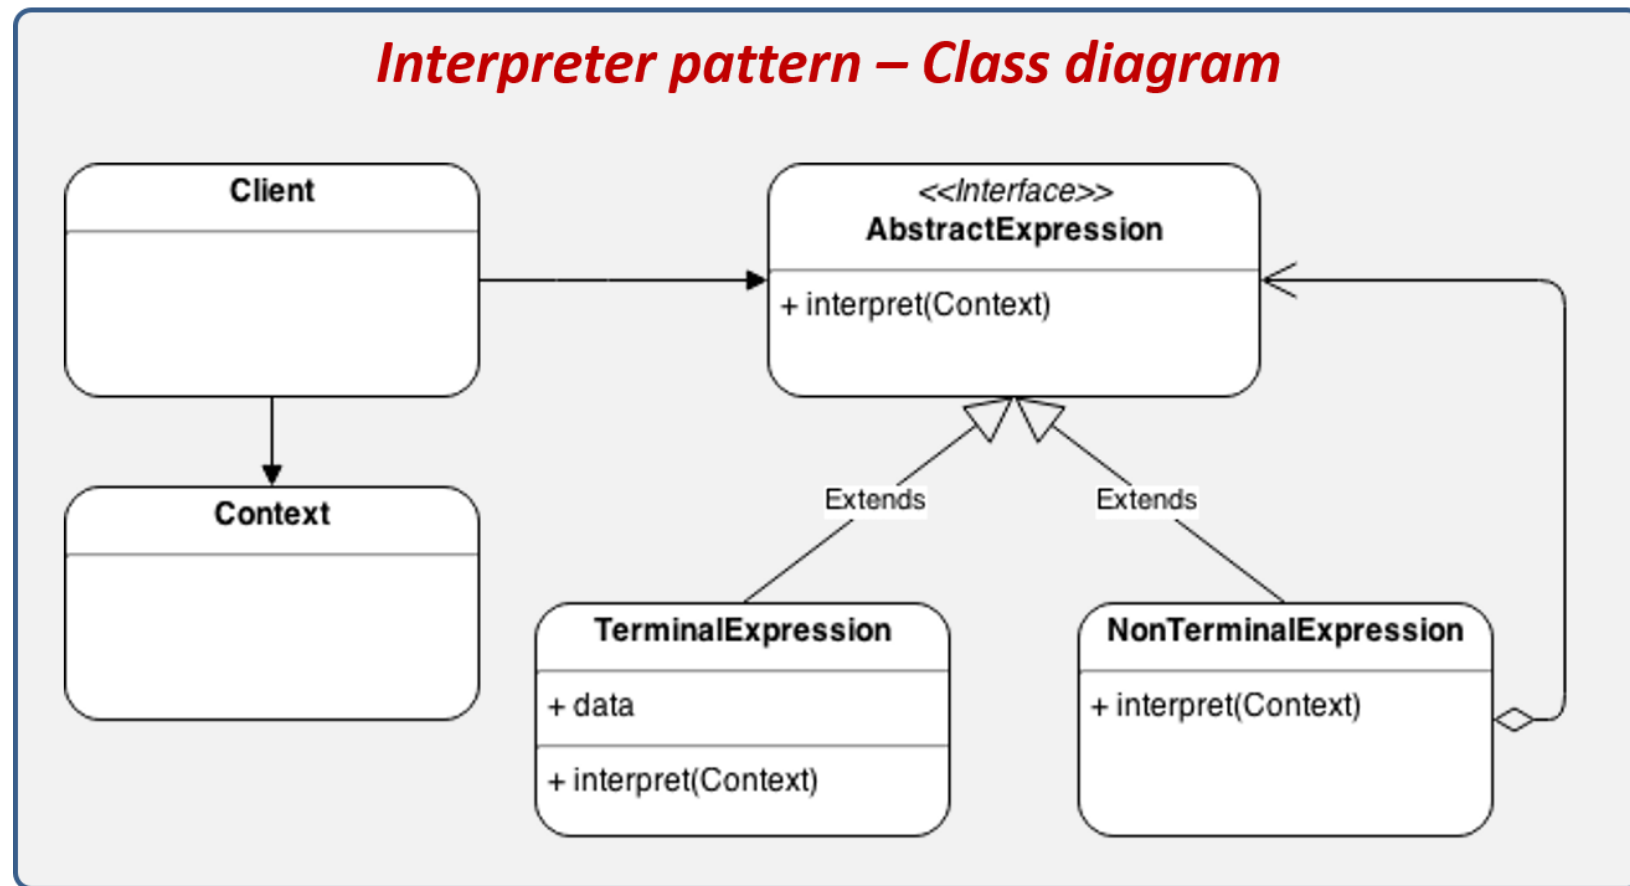 Interpreter pattern – Class diagram
Client
<<Interface>>
AbstractExpression
+ interpret(Context)
Context
Extends
Extends
TerminalExpression
+ data
+ interpret(Context)
NonTerminalExpression
+ interpret(Context)